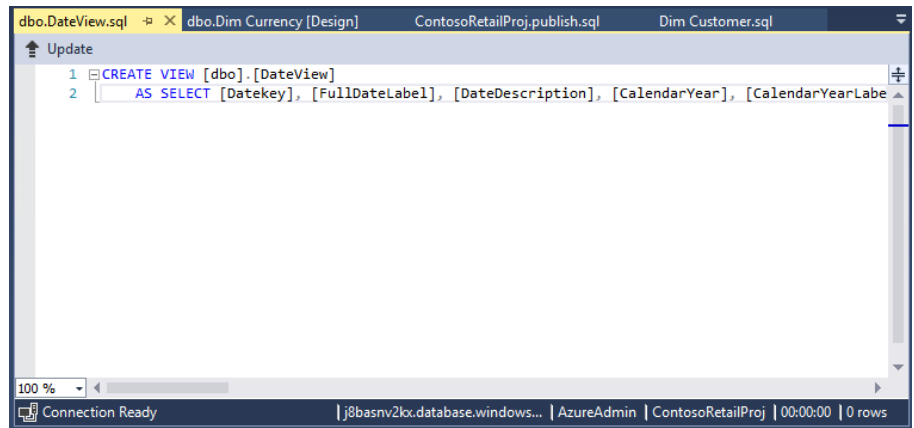 dbo.DateView.sql dbo.Dim Currency [Design] ContosoRetailProj.publish.sql Dim Customer.sql
Update
1 CREATE VIEW [dbo].[DateView]
2 AS SELECT [Datekey], [FullDateLabel], [DateDescription], [CalendarYear], [CalendarYearLabe
100 %
Connection Ready | j8basnv2kx.database.windows... | AzureAdmin | ContosoRetailProj | 00:00:00 | 0 rows